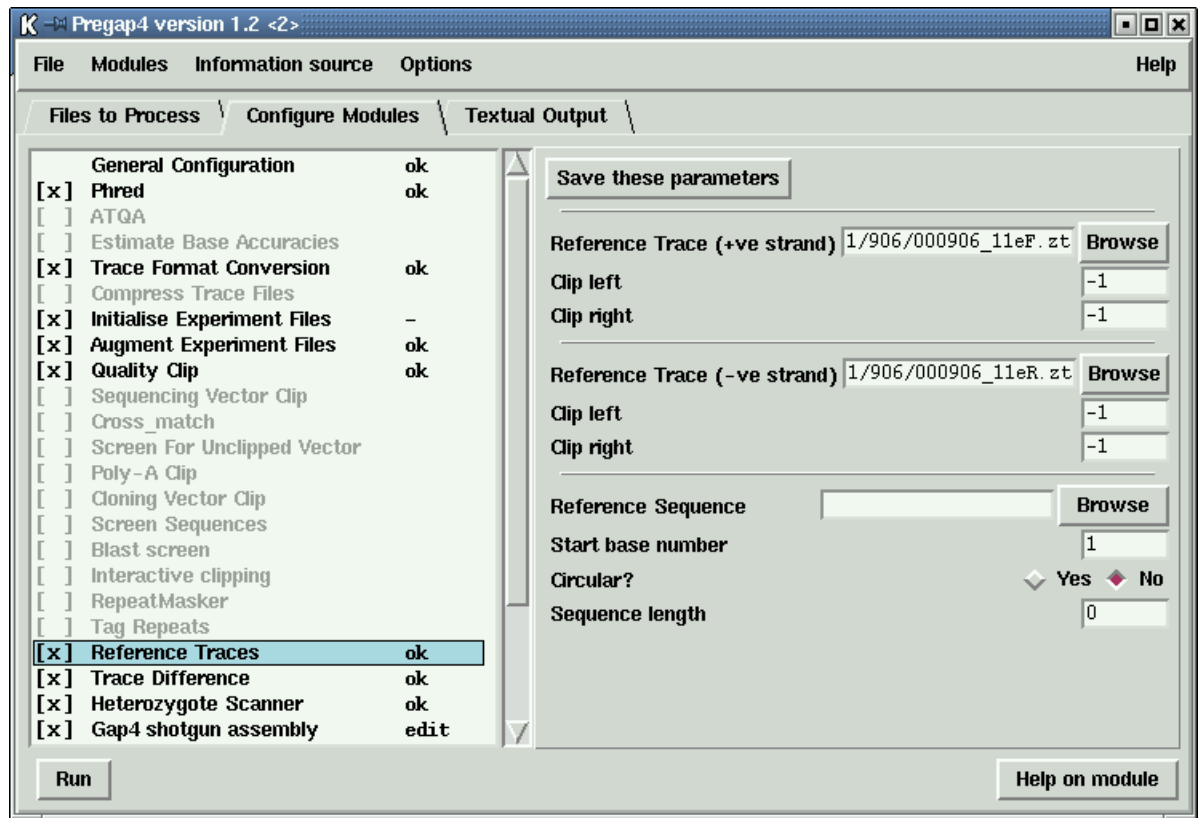 K Pregap4 version 1.2 <2>
File Modules Information source Options Help
Files to Process Configure Modules Textual Output
General Configuration ok
[x] Phred ok
[ ] ATQA
[ ] Estimate Base Accuracies
[x] Trace Format Conversion ok
[ ] Compress Trace Files
[x] Initialise Experiment Files -
[x] Augment Experiment Files ok
[x] Quality Clip ok
[ ] Sequencing Vector Clip
[ ] Cross_match
[ ] Screen For Unclipped Vector
[ ] Poly-A Clip
[ ] Cloning Vector Clip
[ ] Screen Sequences
[ ] Blast screen
[ ] Interactive clipping
[ ] RepeatMasker
[ ] Tag Repeats
[x] Reference Traces ok
[x] Trace Difference ok
[x] Heterozygote Scanner ok
[x] Gap4 shotgun assembly edit
Save these parameters
Reference Trace (+ve strand) 1/906/000906_11eF.zt Browse
Clip left -1
Clip right -1
Reference Trace (-ve strand) 1/906/000906_11eR.zt Browse
Clip left -1
Clip right -1
Reference Sequence Browse
Start base number 1
Circular? Yes No
Sequence length 0
Run Help on module